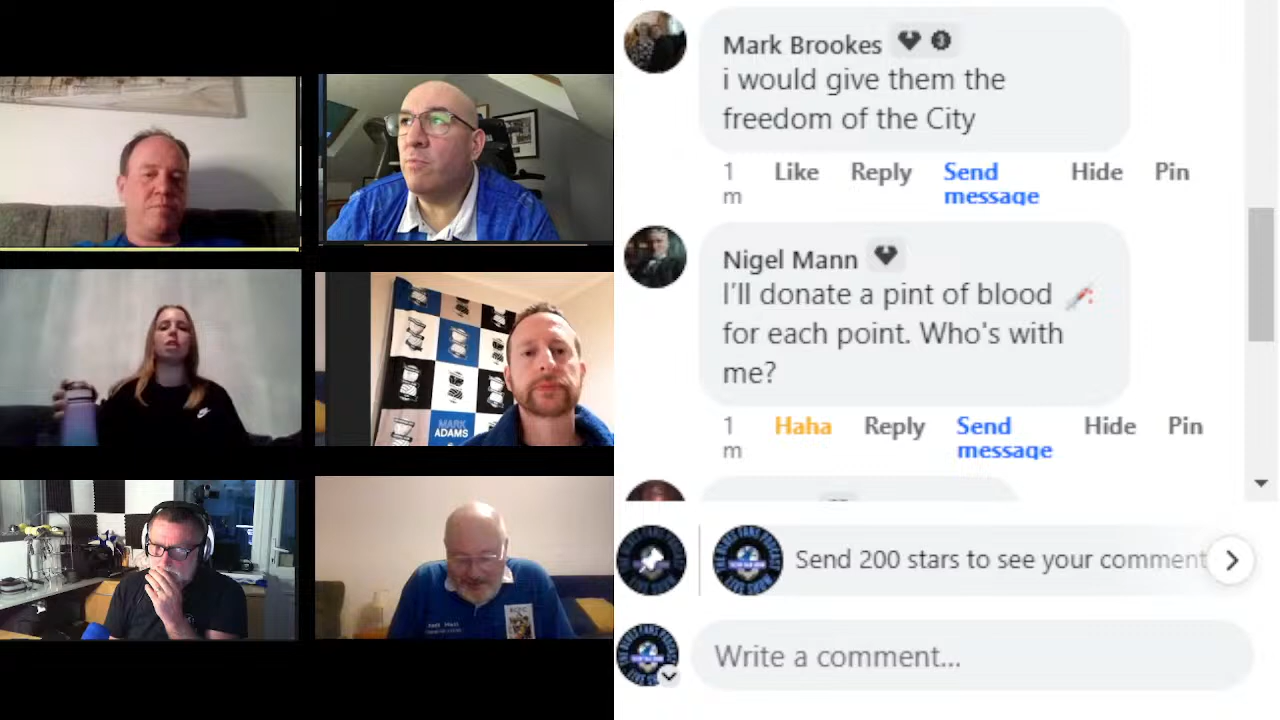 MARK
ADAMS
Mark Brookes
i would give them the
freedom of the City
1
m
Like
Reply
Send
message
Hide
Pin
Nigel Mann
I'll donate a pint of blood
for each point. Who's with
me?
1
m
Haha
Reply
Send
message
Hide
Pin
Send 200 stars to see your comment
Write a comment...